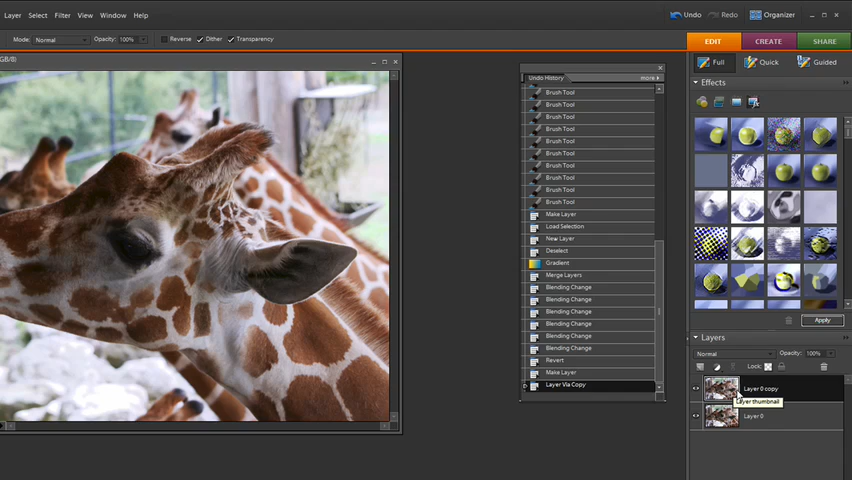 Layer Select Filter View Window Help Undo Redo Organizer
Mode: Normal Opacity: 100% Reverse Dither Transparency
EDIT CREATE SHARE
Full Quick Guided
GB/8)
Undo History more
Effects
Brush Tool
Brush Tool
Brush Tool
Brush Tool
Brush Tool
Brush Tool
Brush Tool
Brush Tool
Brush Tool
Brush Tool
Make Layer
Load Selection
New Layer
Deselect
Gradient
Merge Layers
Blending Change
Blending Change
Blending Change
Blending Change
Blending Change
Blending Change
Revert
Make Layer
Layer Via Copy
Apply
Layers
Normal Opacity: 100%
Lock:
Layer 0 copy
Layer thumbnail
Layer 0